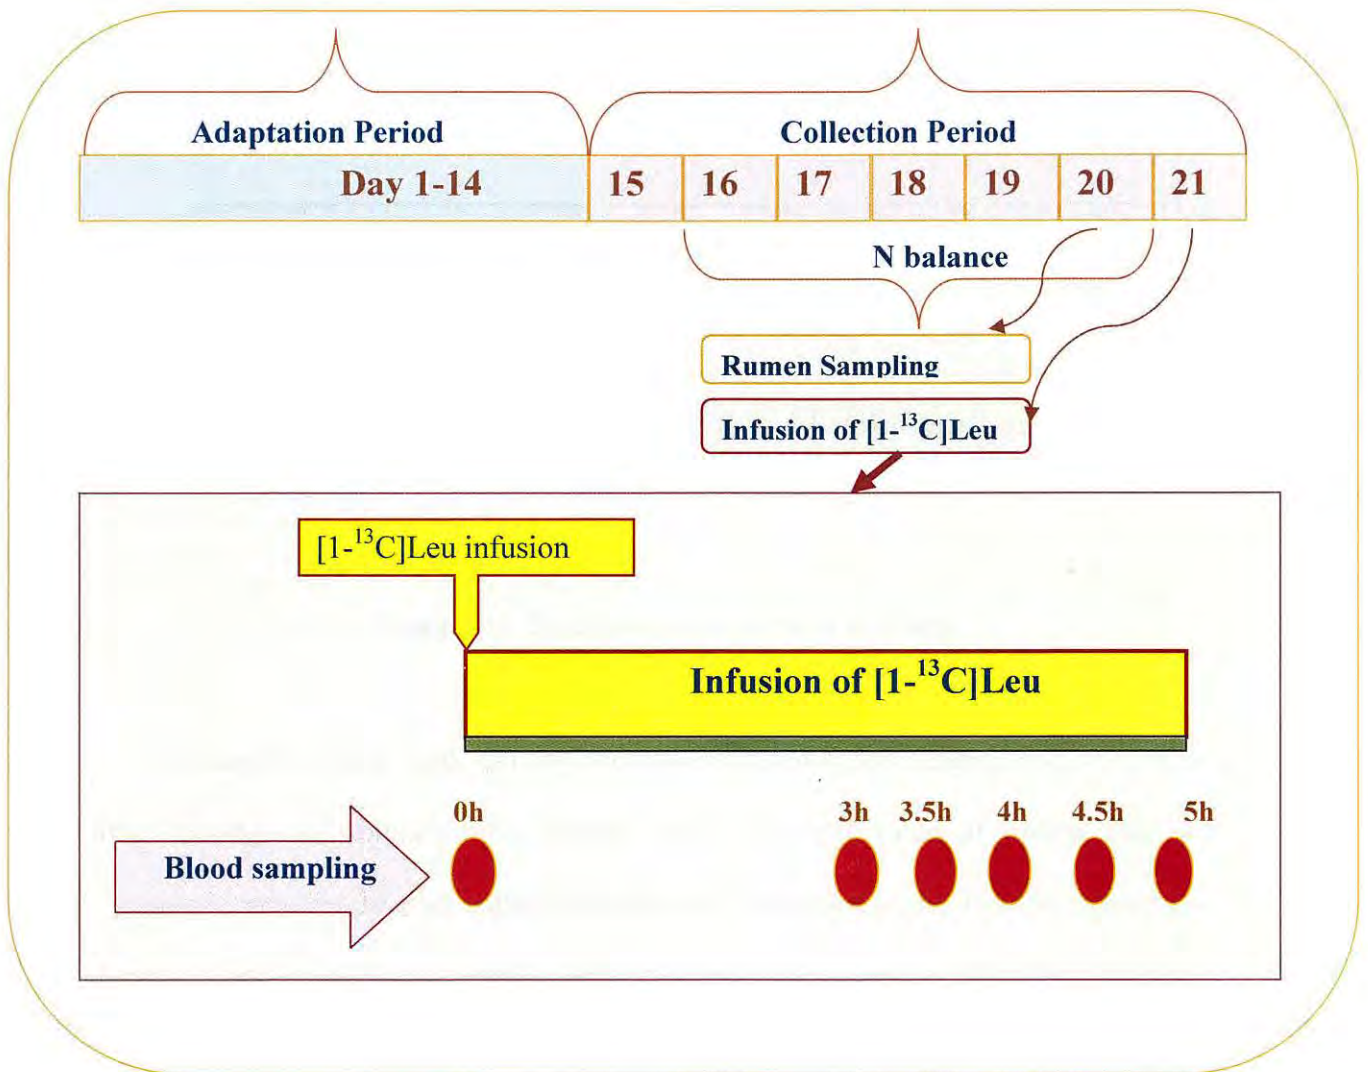 Adaptation Period
Collection Period
Day 1-14
15
16
17
18
19
20
21
N balance
Rumen Sampling
Infusion of [1-¹³C]Leu
[1-¹³C]Leu infusion
Infusion of [1-¹³C]Leu
0h
3h
3.5h
4h
4.5h
5h
Blood sampling